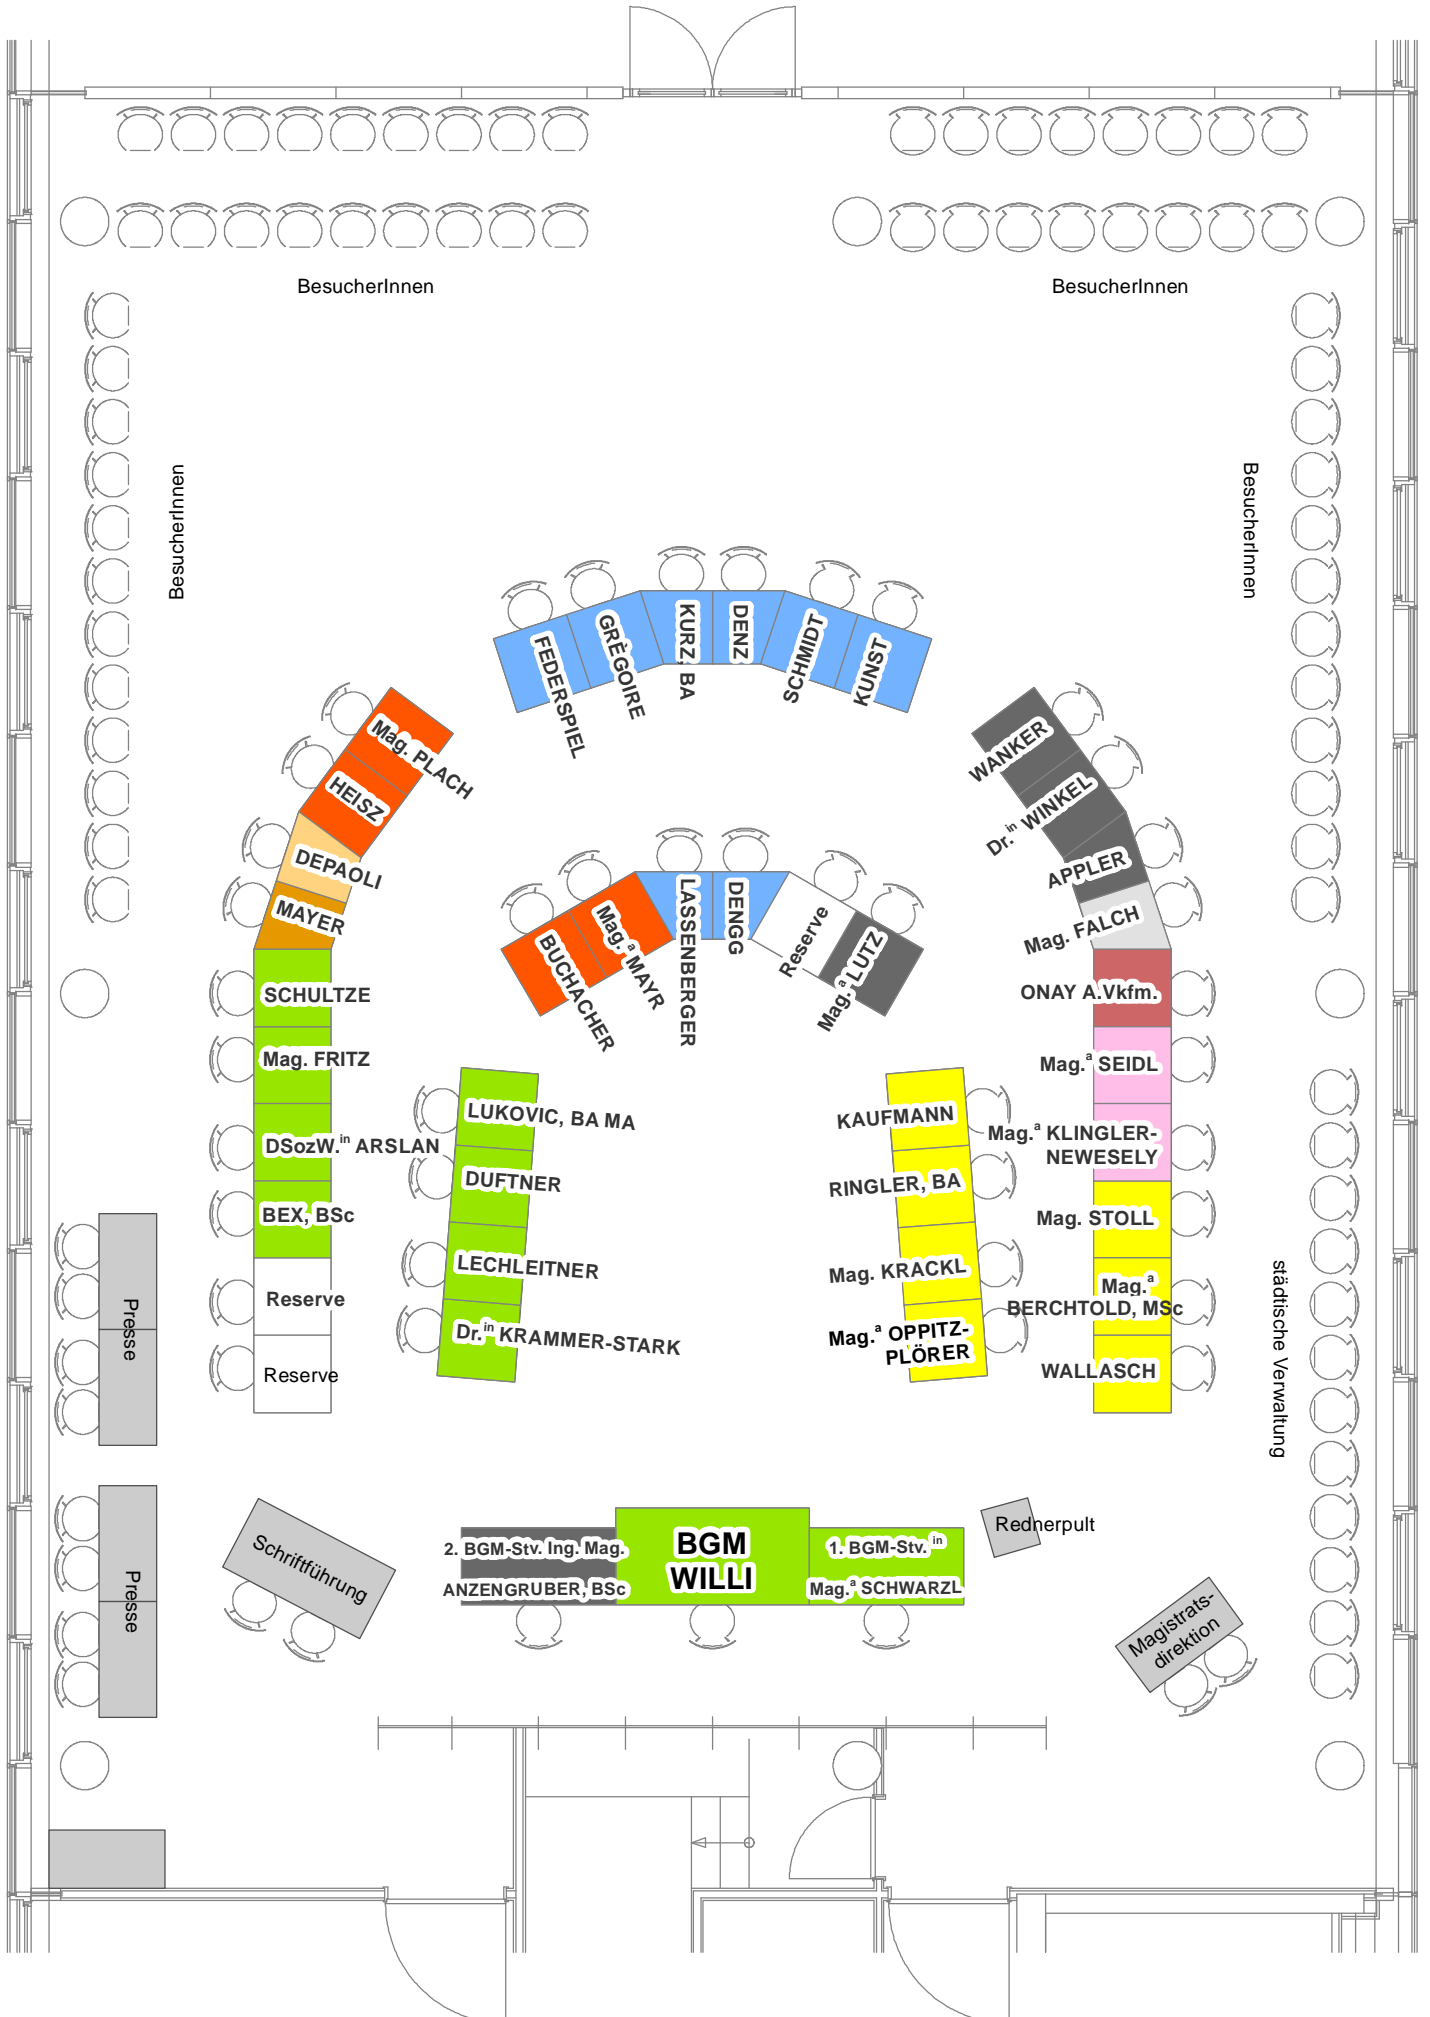 BesucherInnen
BesucherInnen
BesucherInnen
BesucherInnen
FEDERSPIEL
GRÈGOIRE
KURZ, BA
DENZ
SCHMIDT
KUNST
Mag. PLACH
HEISZ
DEPAOLI
MAYER
SCHULTZE
Mag. FRITZ
DSozW.in ARSLAN
BEX, BSc
Reserve
Reserve
BUCHACHER
Mag.a MAYR
LASSENBERGER
DENGG
Reserve
Mag.a LUTZ
WANKER
Dr.in WINKEL
APPLER
Mag. FALCH
ONAY A.Vkfm.
Mag.a SEIDL
Mag.a KLINGLER-
NEWESELY
Mag. STOLL
Mag.a
BERCHTOLD, MSc
WALLASCH
LUKOVIC, BA MA
DUFTNER
LECHLEITNER
Dr.in KRAMMER-STARK
KAUFMANN
RINGLER, BA
Mag. KRACKL
Mag.a OPPITZ-
PLÖRER
Presse
Presse
städtische Verwaltung
Schriftführung
2. BGM-Stv. Ing. Mag.
ANZENGRUBER, BSc
BGM
WILLI
1. BGM-Stv.in
Mag.a SCHWARZL
Rednerpult
Magistrats-
direktion